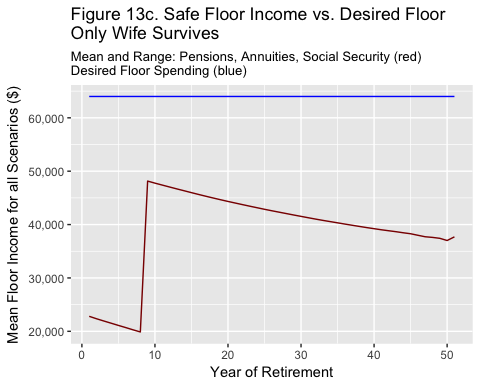 Figure 13c. Safe Floor Income vs. Desired Floor
Only Wife Survives
Mean and Range: Pensions, Annuities, Social Security (red)
Desired Floor Spending (blue)
Mean Floor Income for all Scenarios ($)
60,000
50,000
40,000
30,000
20,000
0
10
20
30
40
50
Year of Retirement